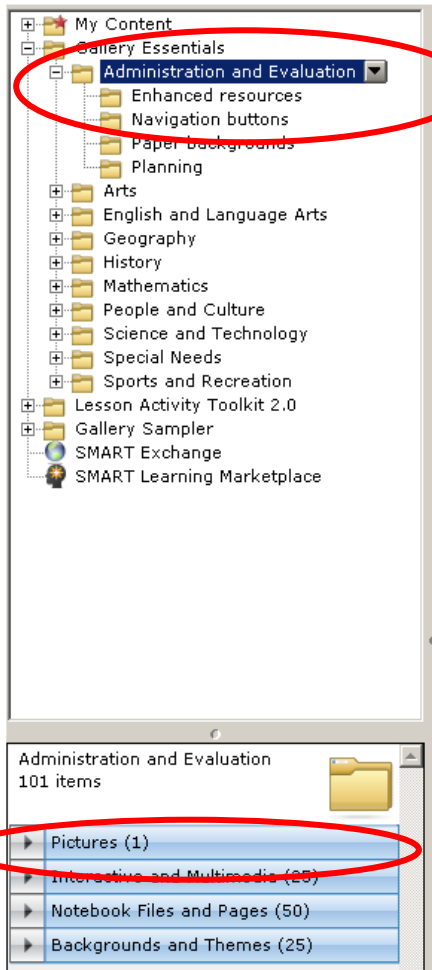 My Content
Gallery Essentials
Administration and Evaluation
Enhanced resources
Navigation buttons
Paper backgrounds
Planning
Arts
English and Language Arts
Geography
History
Mathematics
People and Culture
Science and Technology
Special Needs
Sports and Recreation
Lesson Activity Toolkit 2.0
Gallery Sampler
SMART Exchange
SMART Learning Marketplace
Administration and Evaluation
101 items
Pictures (1)
Interactive and Multimedia (25)
Notebook Files and Pages (50)
Backgrounds and Themes (25)